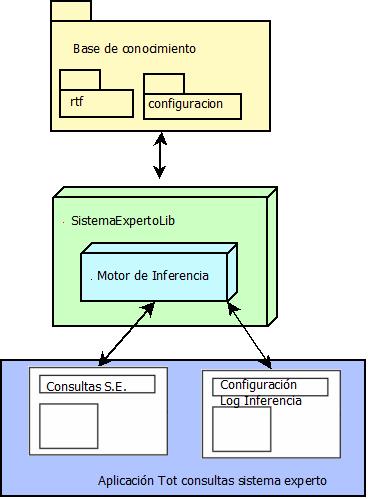 Base de conocimiento
rtf
configuracion
SistemaExpertoLib
. Motor de Inferencia
Consultas S.E.
Configuración
Log Inferencia
Aplicación Tot consultas sistema experto